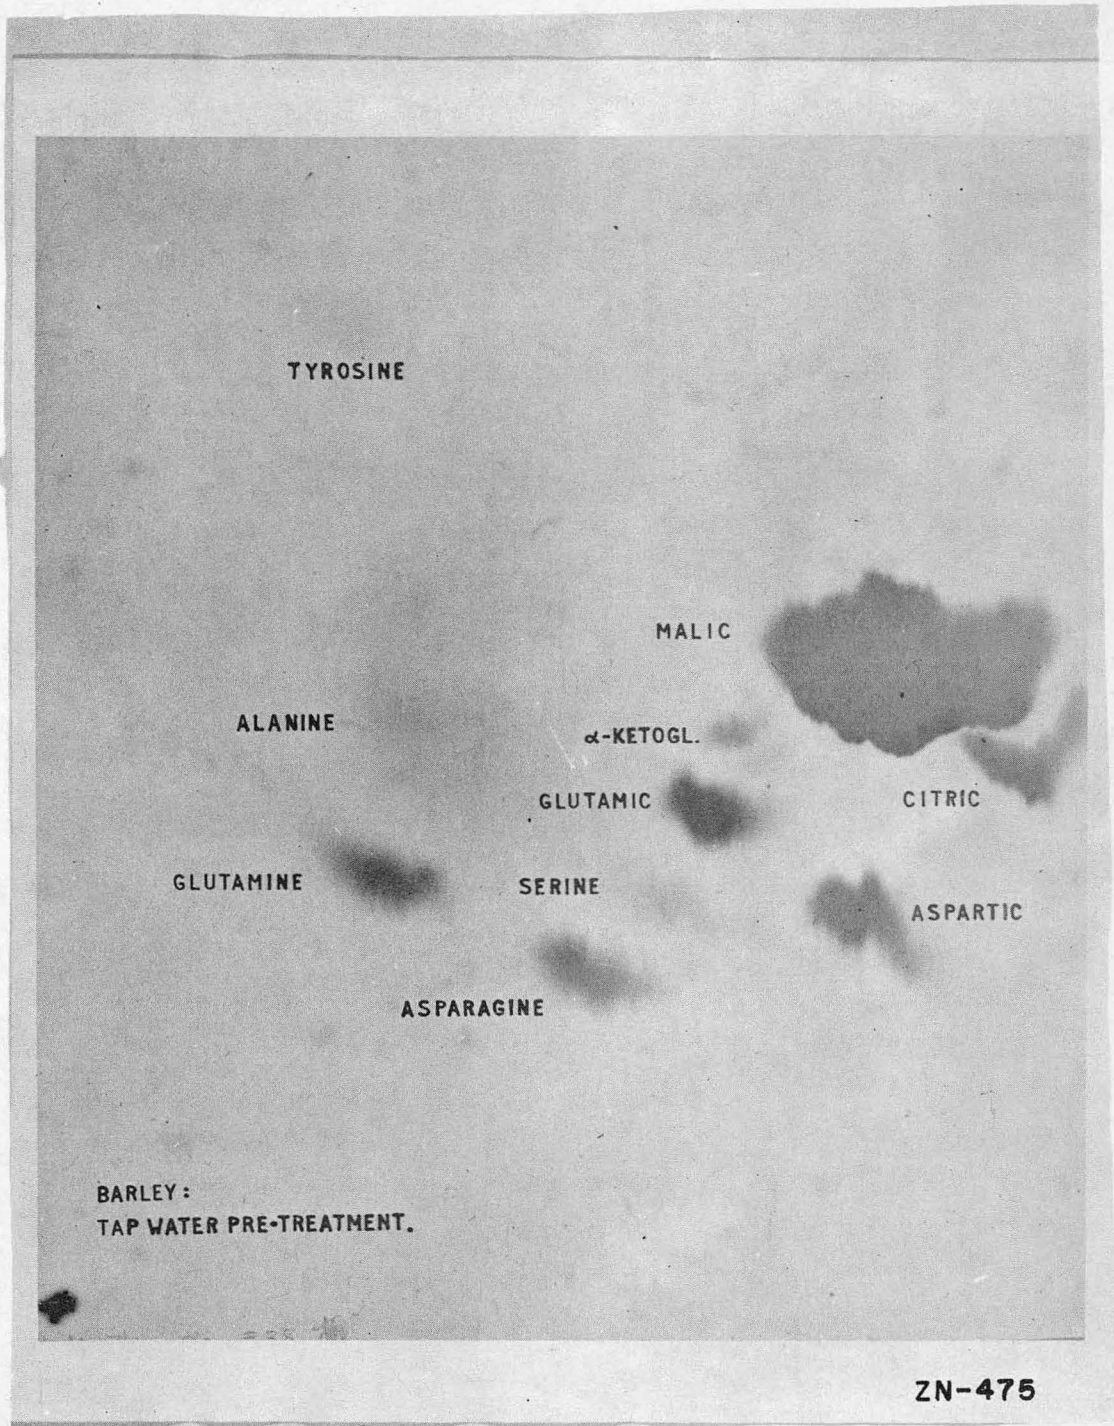 TYROSINE
MALIC
ALANINE
α-KETOGL.
GLUTAMIC
CITRIC
GLUTAMINE
SERINE
ASPARTIC
ASPARAGINE
BARLEY:
TAP WATER PRE-TREATMENT.
ZN-475